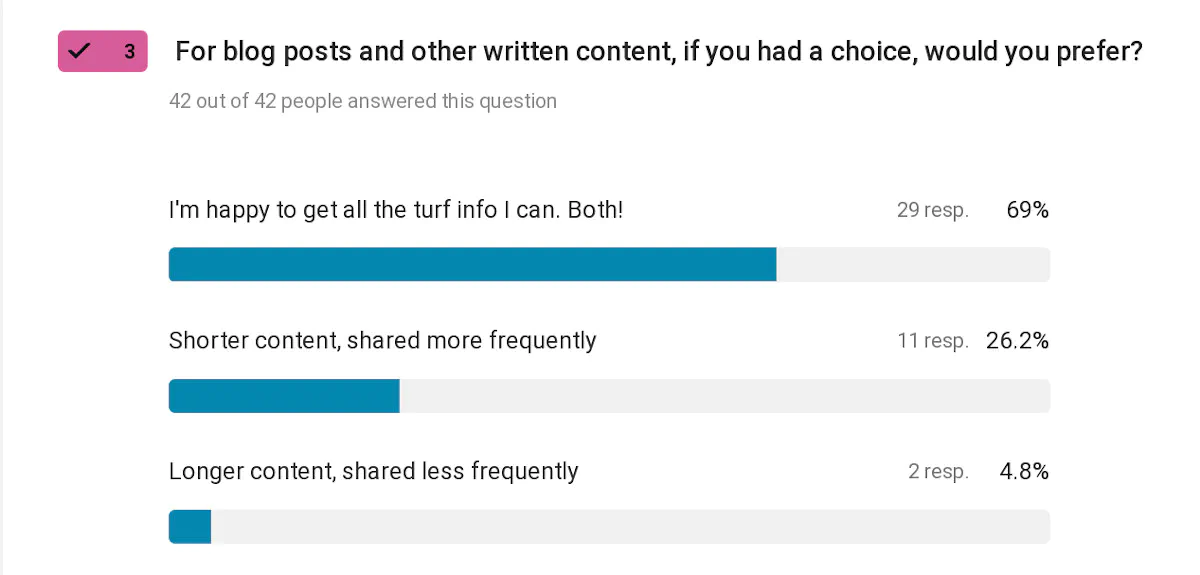 3 For blog posts and other written content, if you had a choice, would you prefer?
42 out of 42 people answered this question
I'm happy to get all the turf info I can. Both! 29 resp. 69%
Shorter content, shared more frequently 11 resp. 26.2%
Longer content, shared less frequently 2 resp. 4.8%